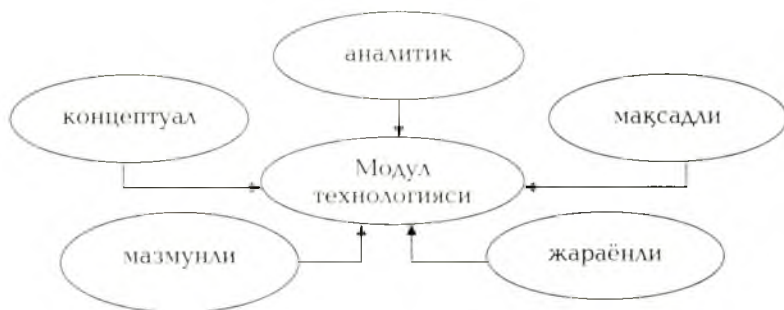 аналитик
концептуал
мақсадли
Модул
технологияси
мазмунли
жараёнли